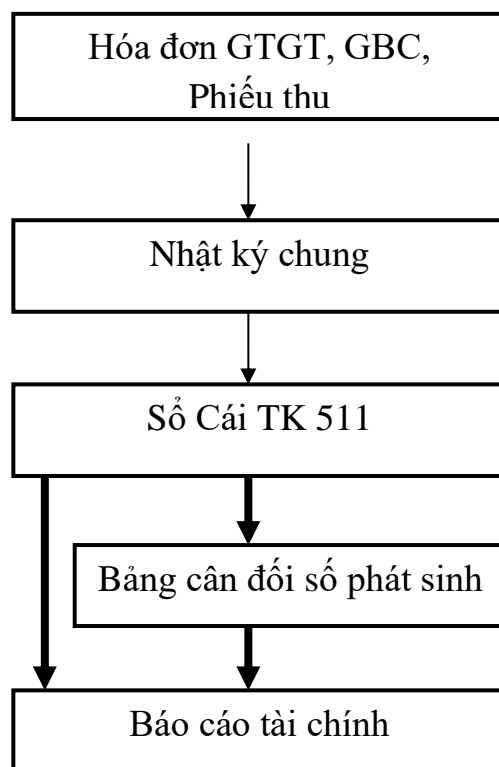 Hóa đơn GTGT, GBC,
Phiếu thu
Nhật ký chung
Sổ Cái TK 511
Bảng cân đối số phát sinh
Báo cáo tài chính